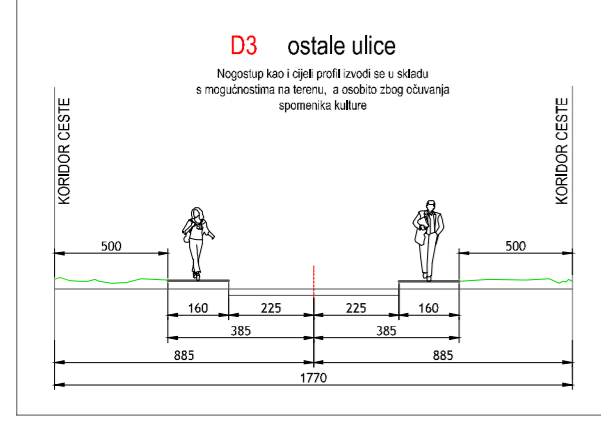 D3 ostale ulice
Nogostup kao i cijeli profil izvodi se u skladu
s mogućnostima na terenu, a osobito zbog očuvanja
spomenika kulture
KORIDOR CESTE
KORIDOR CESTE
500
500
160
225
225
160
385
385
885
885
1770